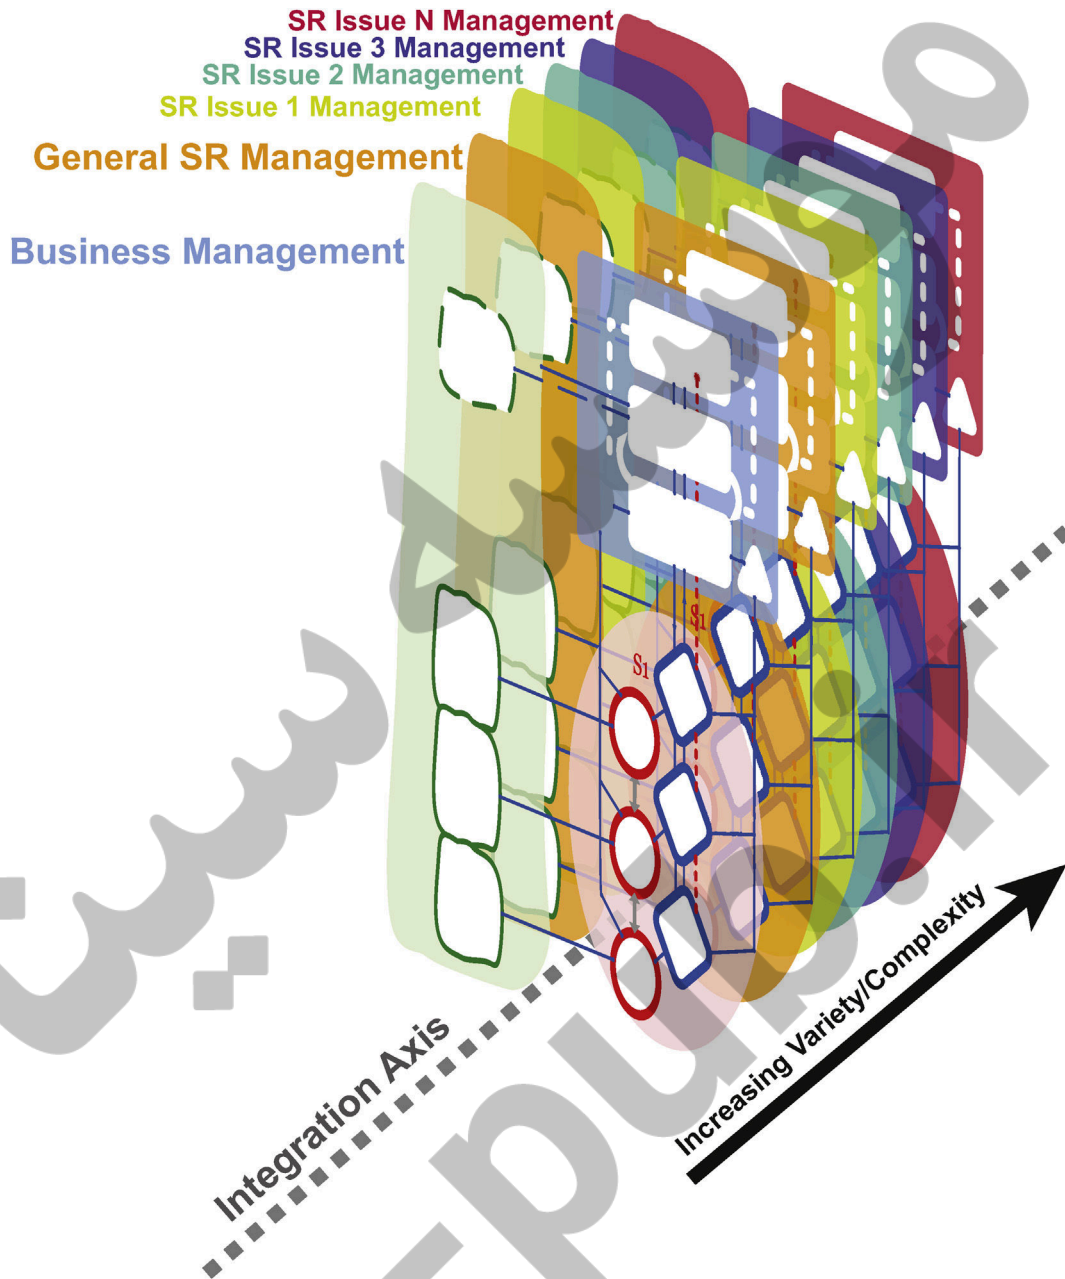 SR Issue N Management
SR Issue 3 Management
SR Issue 2 Management
SR Issue 1 Management
General SR Management
Business Management
S1
S1
Increasing Variety/Complexity
Integration Axis
موسسه